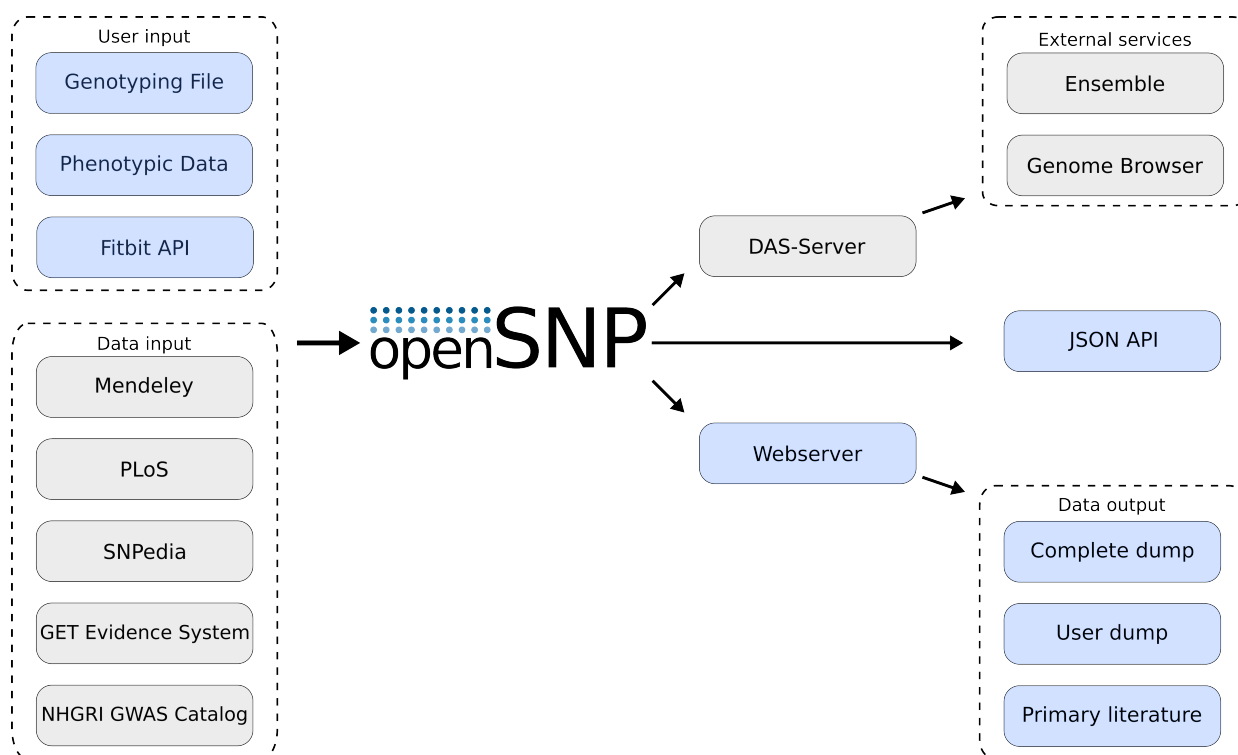 User input
Genotyping File
Phenotypic Data
Fitbit API
Data input
Mendeley
PLoS
SNPedia
GET Evidence System
NHGRI GWAS Catalog
openSNP
DAS-Server
Webserver
External services
Ensemble
Genome Browser
JSON API
Data output
Complete dump
User dump
Primary literature